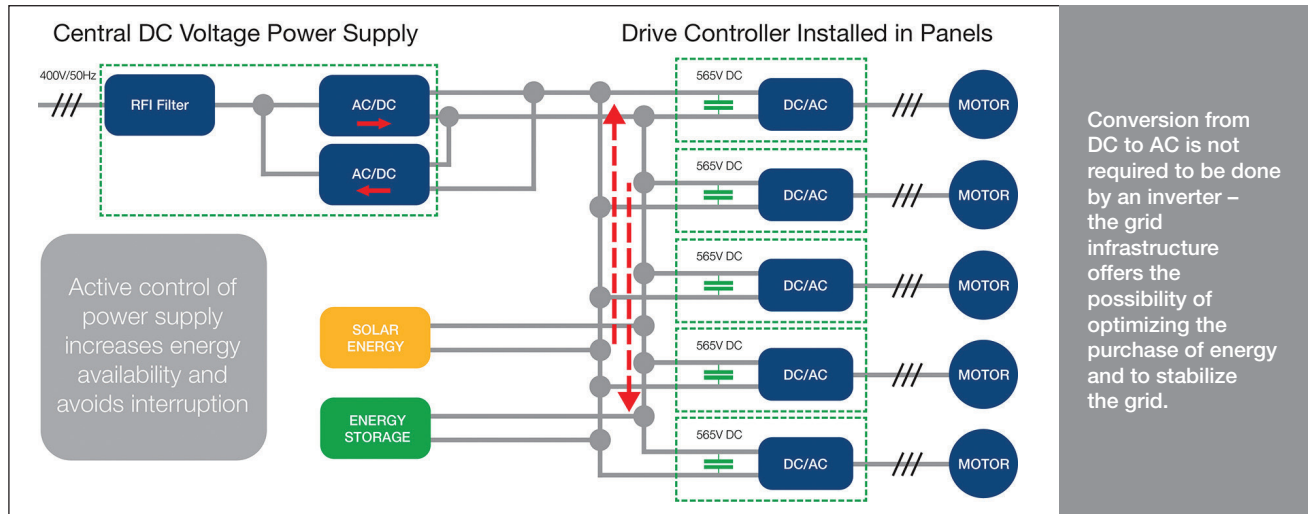 Central DC Voltage Power Supply
Drive Controller Installed in Panels
400V/50Hz
RFI Filter
AC/DC
AC/DC
565V DC
DC/AC
MOTOR
565V DC
DC/AC
MOTOR
565V DC
DC/AC
MOTOR
565V DC
DC/AC
MOTOR
565V DC
DC/AC
MOTOR
Active control of
power supply
increases energy
availability and
avoids interruption
SOLAR
ENERGY
ENERGY
STORAGE
Conversion from
DC to AC is not
required to be done
by an inverter –
the grid
infrastructure
offers the
possibility of
optimizing the
purchase of energy
and to stabilize
the grid.